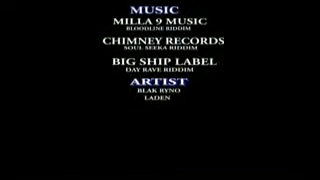 MUSIC
MILLA 9 MUSIC
BLOODLINE RIDDIM
CHIMNEY RECORDS
SOUL SEEKA RIDDIM
BIG SHIP LABEL
DAY RAVE RIDDIM
ARTIST
BLAK RYNO
LADEN